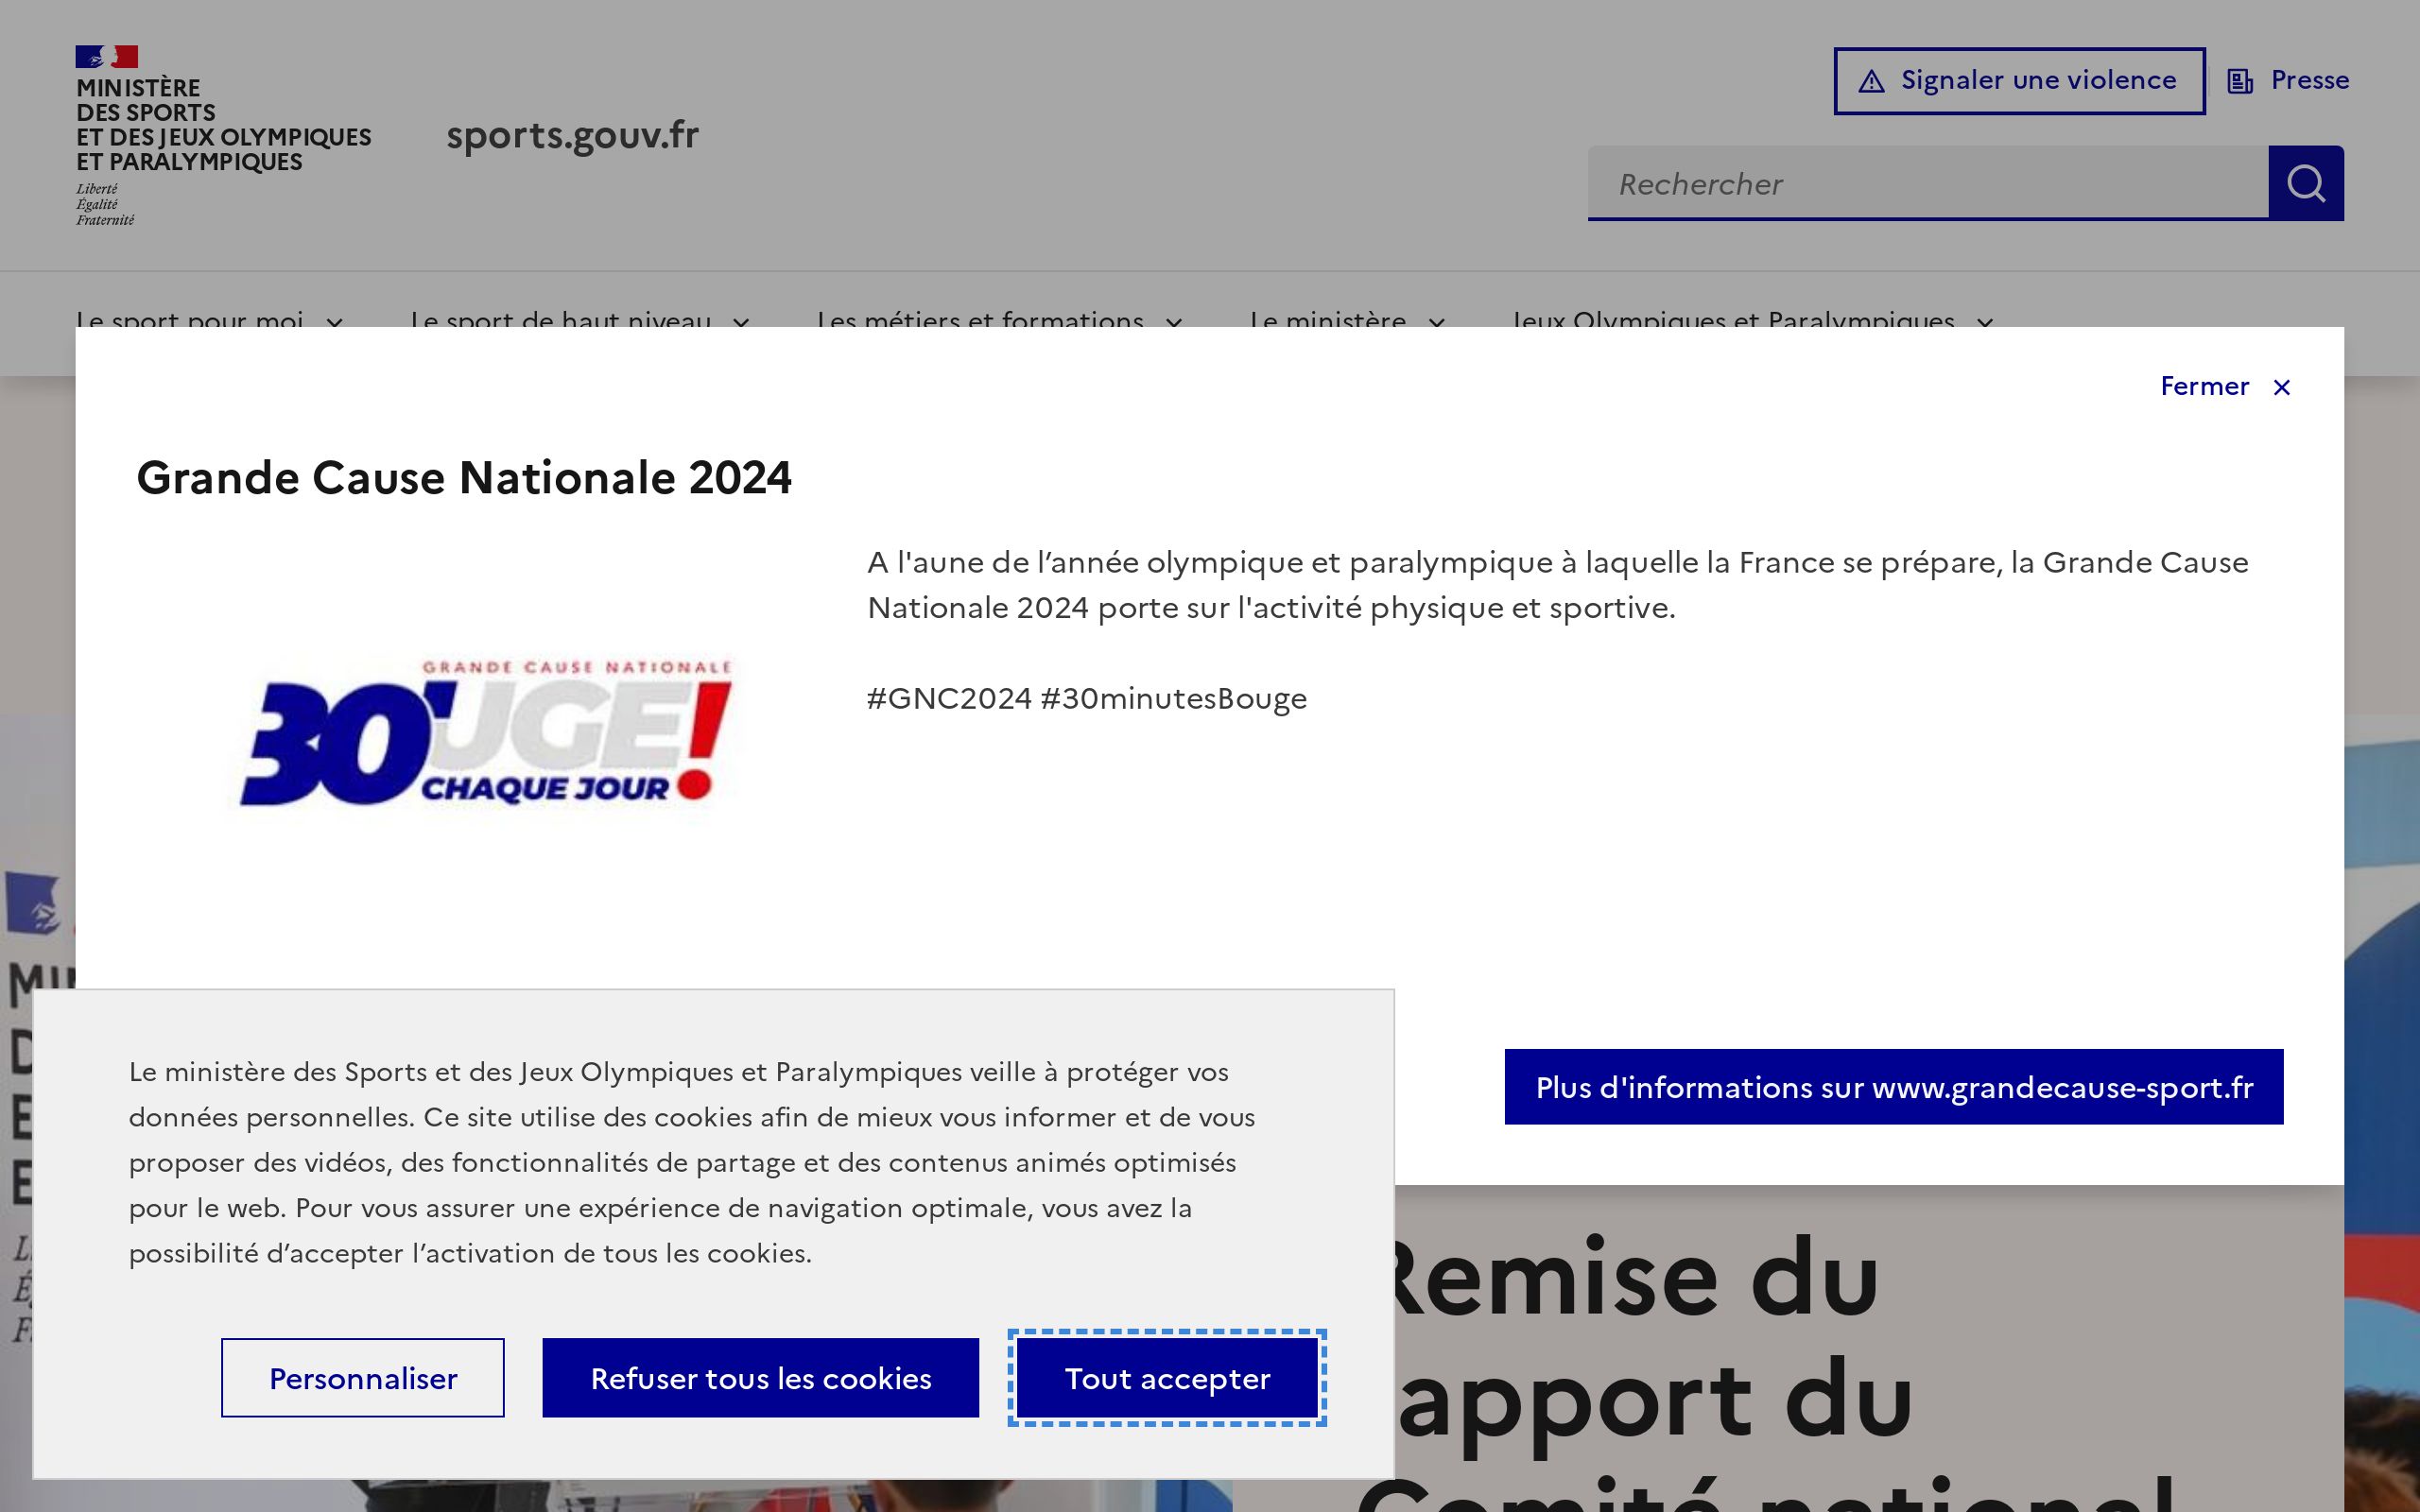 MINISTÈRE
DES SPORTS
ET DES JEUX OLYMPIQUES
ET PARALYMPIQUES
Liberté
Égalité
Fraternité
sports.gouv.fr
Signaler une violence
Presse
Rechercher
Le sport pour moi
Le sport de haut niveau
Les métiers et formations
Le ministère
Jeux Olympiques et Paralympiques
Fermer
Grande Cause Nationale 2024
GRANDE CAUSE NATIONALE
30'UGE!
CHAQUE JOUR
A l'aune de l’année olympique et paralympique à laquelle la France se prépare, la Grande Cause
Nationale 2024 porte sur l'activité physique et sportive.
#GNC2024 #30minutesBouge
Plus d'informations sur www.grandecause-sport.fr
Le ministère des Sports et des Jeux Olympiques et Paralympiques veille à protéger vos
données personnelles. Ce site utilise des cookies afin de mieux vous informer et de vous
proposer des vidéos, des fonctionnalités de partage et des contenus animés optimisés
pour le web. Pour vous assurer une expérience de navigation optimale, vous avez la
possibilité d’accepter l’activation de tous les cookies.
Personnaliser
Refuser tous les cookies
Tout accepter
Remise du
apport du
Comité national